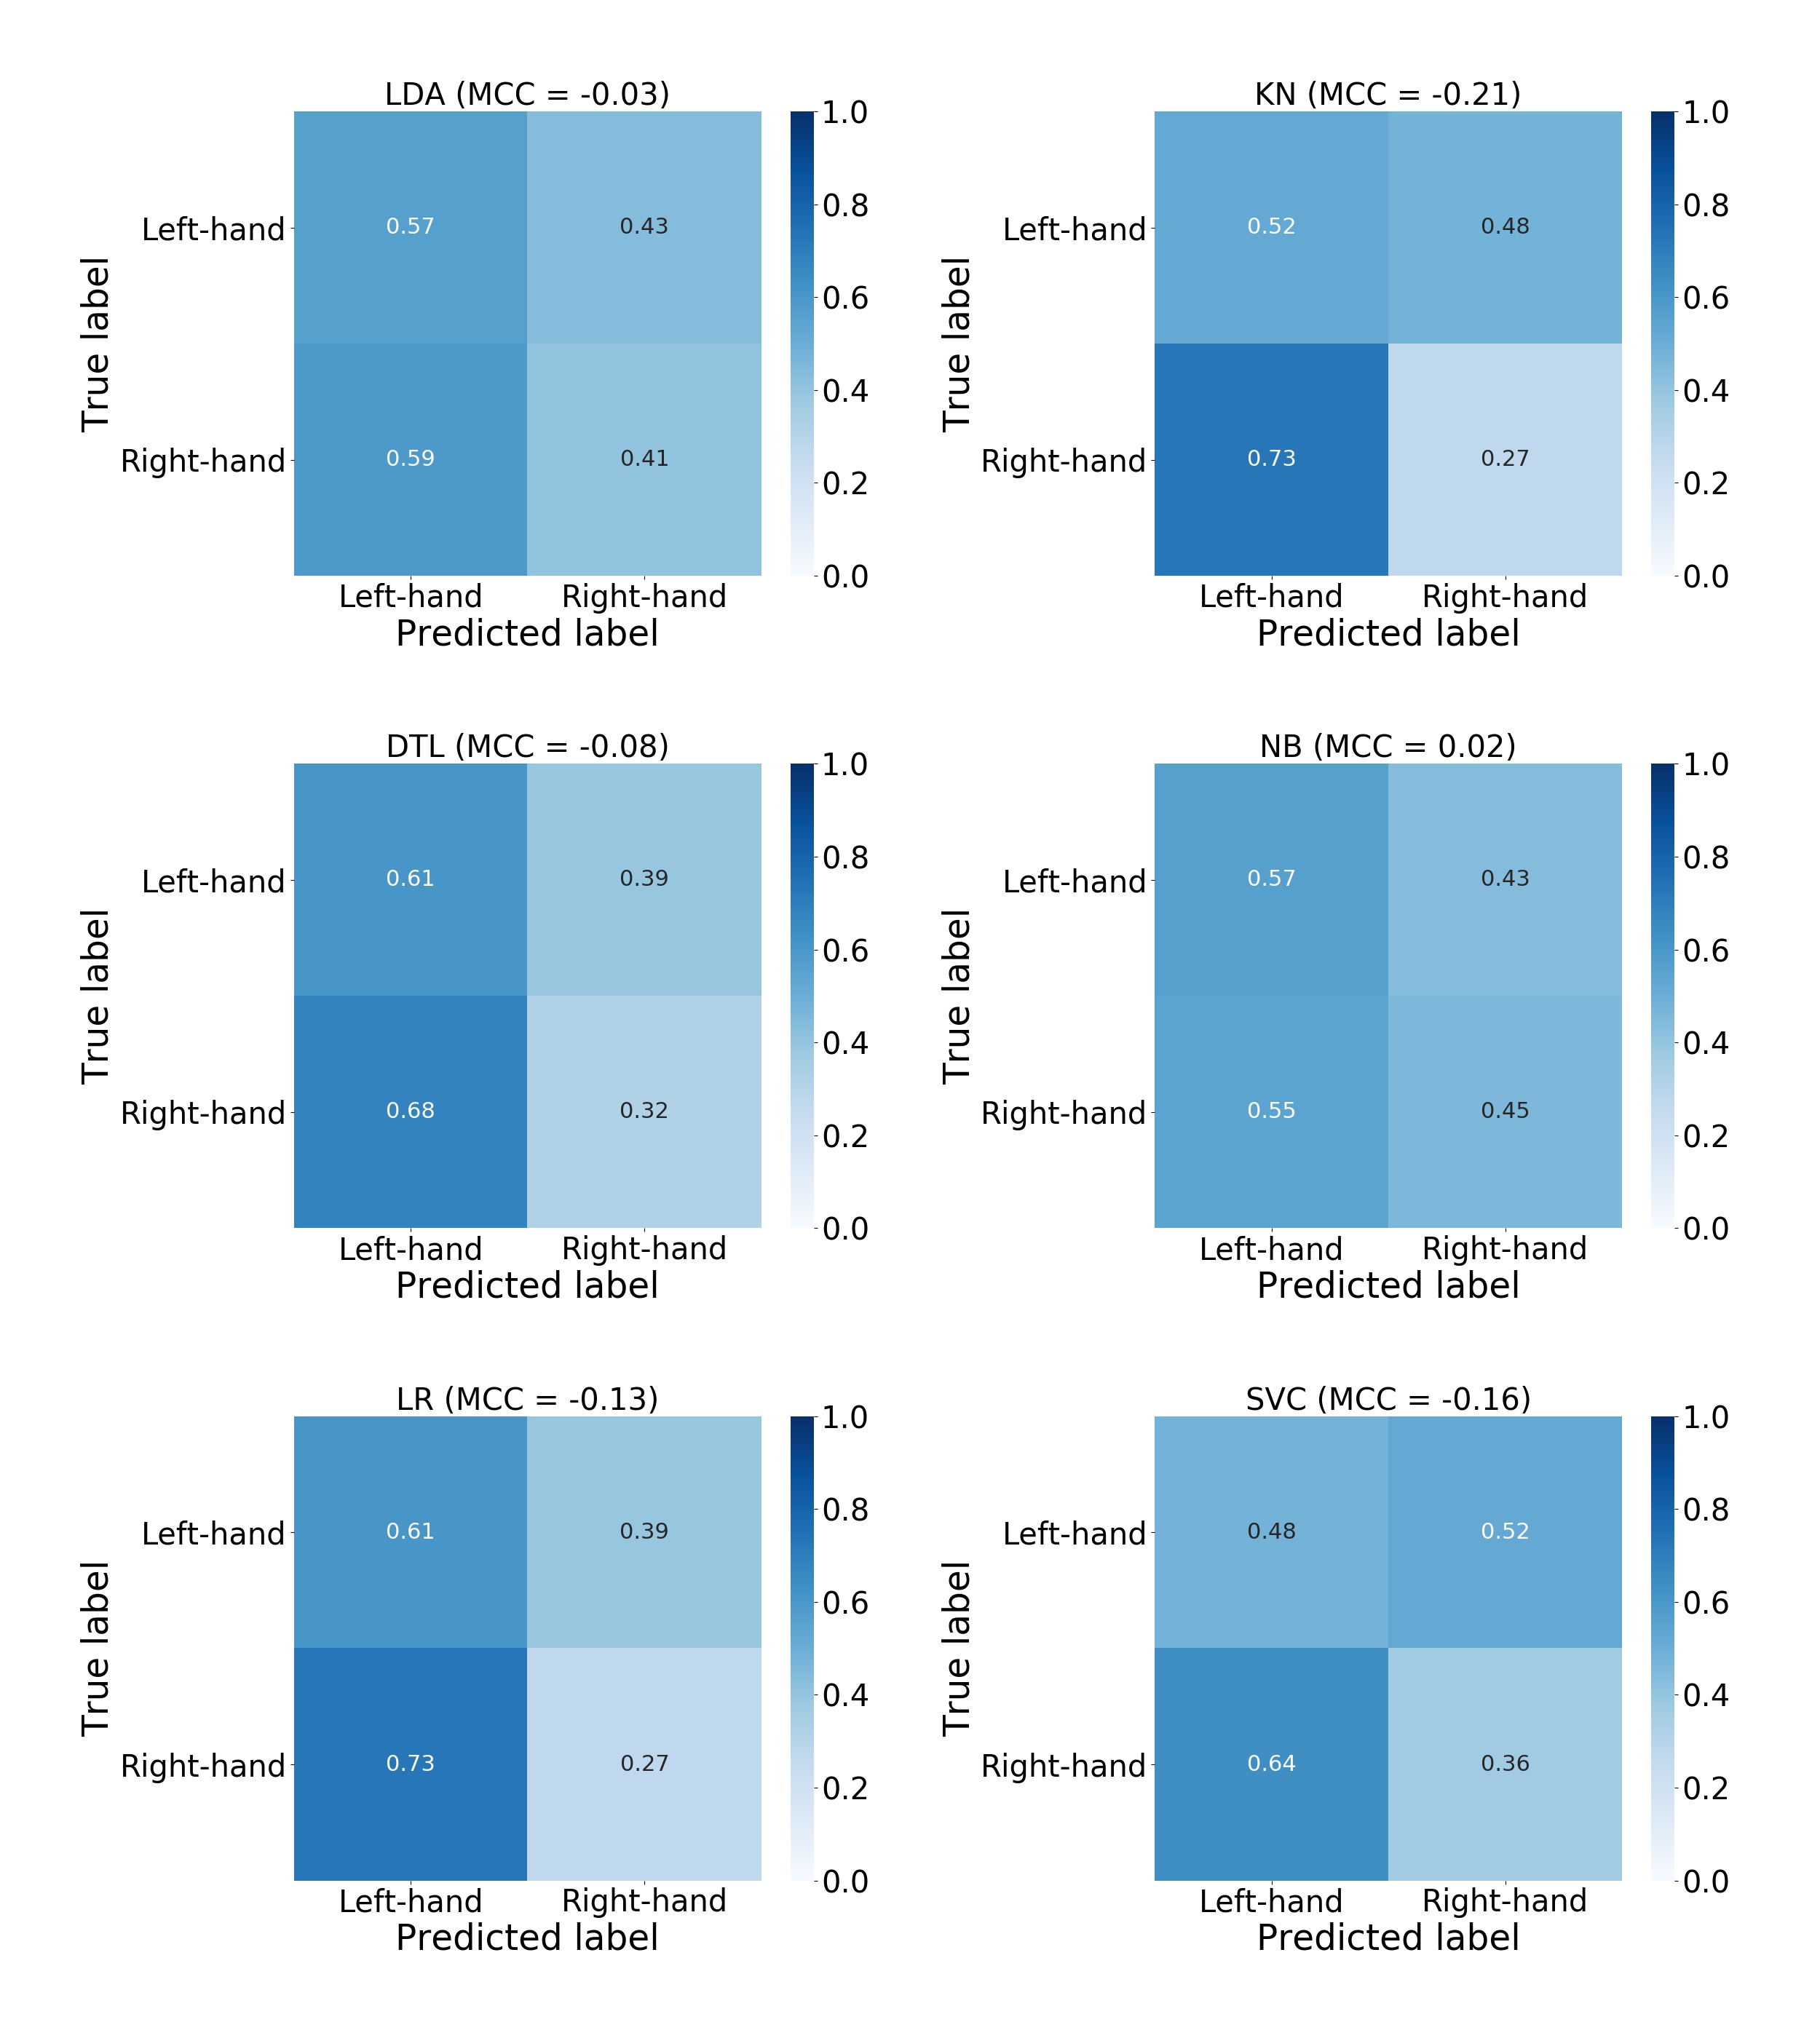 LDA (MCC = -0.03)
1.0
0.8
0.6
0.4
0.2
0.0
True label
Left-hand
0.57 0.43
Right-hand
0.59 0.41
Left-hand Right-hand
Predicted label
KN (MCC = -0.21)
1.0
0.8
0.6
0.4
0.2
0.0
True label
Left-hand
0.52 0.48
Right-hand
0.73 0.27
Left-hand Right-hand
Predicted label
DTL (MCC = -0.08)
1.0
0.8
0.6
0.4
0.2
0.0
True label
Left-hand
0.61 0.39
Right-hand
0.68 0.32
Left-hand Right-hand
Predicted label
NB (MCC = 0.02)
1.0
0.8
0.6
0.4
0.2
0.0
True label
Left-hand
0.57 0.43
Right-hand
0.55 0.45
Left-hand Right-hand
Predicted label
LR (MCC = -0.13)
1.0
0.8
0.6
0.4
0.2
0.0
True label
Left-hand
0.61 0.39
Right-hand
0.73 0.27
Left-hand Right-hand
Predicted label
SVC (MCC = -0.16)
1.0
0.8
0.6
0.4
0.2
0.0
True label
Left-hand
0.48 0.52
Right-hand
0.64 0.36
Left-hand Right-hand
Predicted label